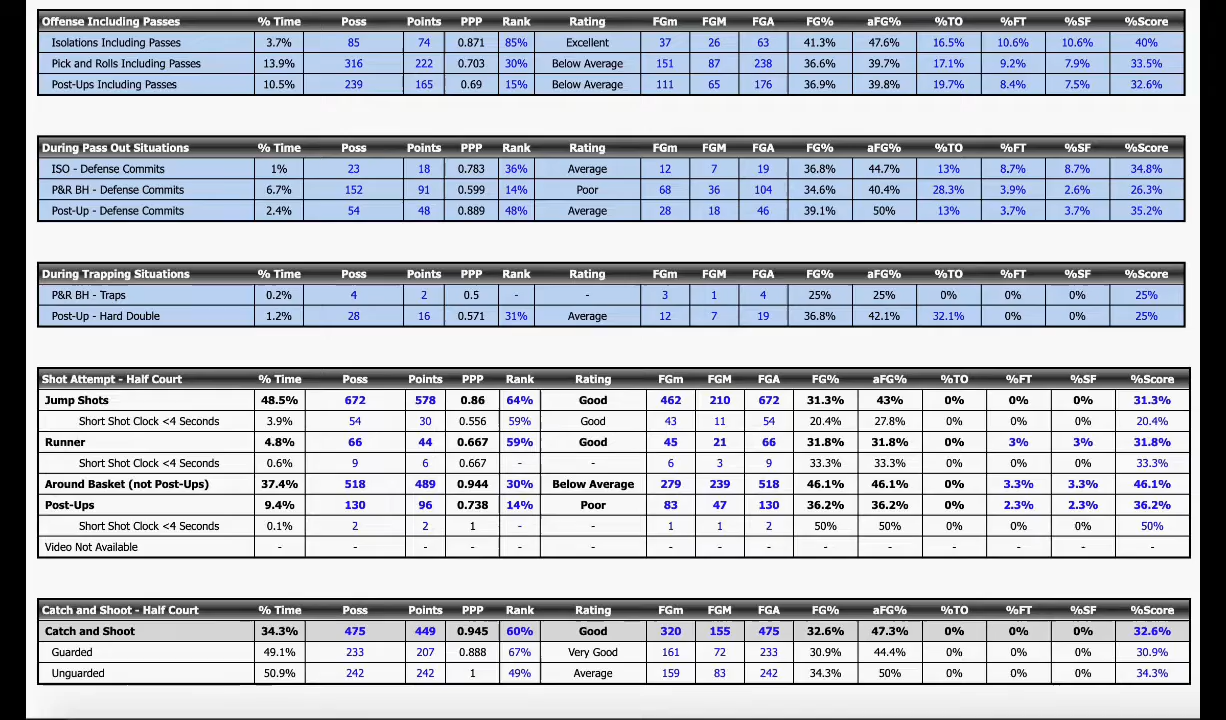 Offense Including Passes % Time Poss Points PPP Rank Rating FGm FGM FGA FG% aFG% %TO %FT %SF %Score
Isolations Including Passes 3.7% 85 74 0.871 85% Excellent 37 26 63 41.3% 47.6% 16.5% 10.6% 10.6% 40%
Pick and Rolls Including Passes 13.9% 316 222 0.703 30% Below Average 151 87 238 36.6% 39.7% 17.1% 9.2% 7.9% 33.5%
Post-Ups Including Passes 10.5% 239 165 0.69 15% Below Average 111 65 176 36.9% 39.8% 19.7% 8.4% 7.5% 32.6%
During Pass Out Situations % Time Poss Points PPP Rank Rating FGm FGM FGA FG% aFG% %TO %FT %SF %Score
ISO - Defense Commits 1% 23 18 0.783 36% Average 12 7 19 36.8% 44.7% 13% 8.7% 8.7% 34.8%
P&R BH - Defense Commits 6.7% 152 91 0.599 14% Poor 68 36 104 34.6% 40.4% 28.3% 3.9% 2.6% 26.3%
Post-Up - Defense Commits 2.4% 54 48 0.889 48% Average 28 18 46 39.1% 50% 13% 3.7% 3.7% 35.2%
During Trapping Situations % Time Poss Points PPP Rank Rating FGm FGM FGA FG% aFG% %TO %FT %SF %Score
P&R BH - Traps 0.2% 4 2 0.5 - - 3 1 4 25% 25% 0% 0% 0% 25%
Post-Up - Hard Double 1.2% 28 16 0.571 31% Average 12 7 19 36.8% 42.1% 32.1% 0% 0% 25%
Shot Attempt - Half Court % Time Poss Points PPP Rank Rating FGm FGM FGA FG% aFG% %TO %FT %SF %Score
Jump Shots 48.5% 672 578 0.86 64% Good 462 210 672 31.3% 43% 0% 0% 0% 31.3%
Short Shot Clock <4 Seconds 3.9% 54 30 0.556 59% Good 43 11 54 20.4% 27.8% 0% 0% 0% 20.4%
Runner 4.8% 66 44 0.667 59% Good 45 21 66 31.8% 31.8% 0% 3% 3% 31.8%
Short Shot Clock <4 Seconds 0.6% 9 6 0.667 - - 6 3 9 33.3% 33.3% 0% 0% 0% 33.3%
Around Basket (not Post-Ups) 37.4% 518 489 0.944 30% Below Average 279 239 518 46.1% 46.1% 0% 3.3% 3.3% 46.1%
Post-Ups 9.4% 130 96 0.738 14% Poor 83 47 130 36.2% 36.2% 0% 2.3% 2.3% 36.2%
Short Shot Clock <4 Seconds 0.1% 2 2 1 - - 1 1 2 50% 50% 0% 0% 0% 50%
Video Not Available - - - - - - - - - - - - - - -
Catch and Shoot - Half Court % Time Poss Points PPP Rank Rating FGm FGM FGA FG% aFG% %TO %FT %SF %Score
Catch and Shoot 34.3% 475 449 0.945 60% Good 320 155 475 32.6% 47.3% 0% 0% 0% 32.6%
Guarded 49.1% 233 207 0.888 67% Very Good 161 72 233 30.9% 44.4% 0% 0% 0% 30.9%
Unguarded 50.9% 242 242 1 49% Average 159 83 242 34.3% 50% 0% 0% 0% 34.3%